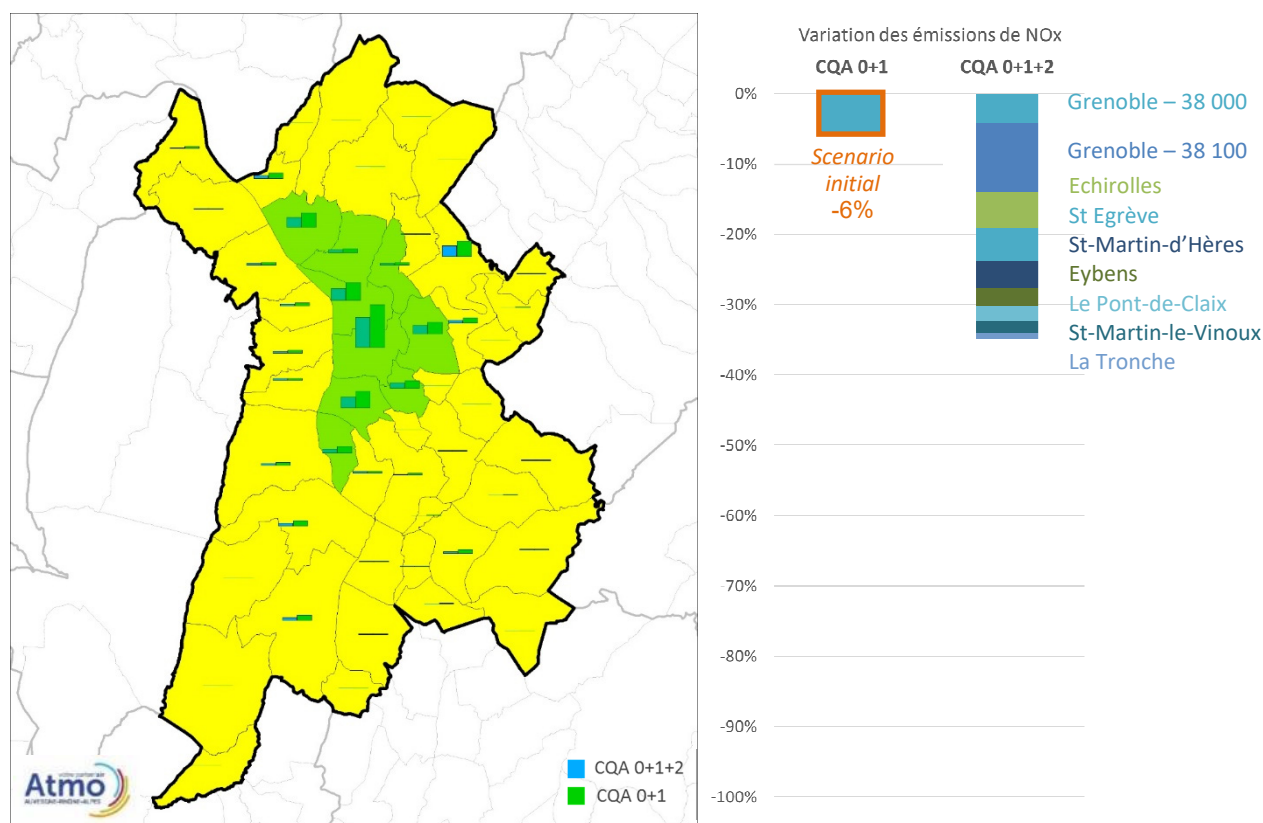 Variation des émissions de NOx
CQA 0+1
CQA 0+1+2
0%
-10%
-20%
-30%
-40%
-50%
-60%
-70%
-80%
-90%
-100%
Scenario
initial
-6%
Grenoble – 38 000
Grenoble – 38 100
Echirolles
St Egrève
St-Martin-d’Hères
Eybens
Le Pont-de-Claix
St-Martin-le-Vinoux
La Tronche
CQA 0+1+2
CQA 0+1
Atmo
AUVERGNE-RHÔNE-ALPES